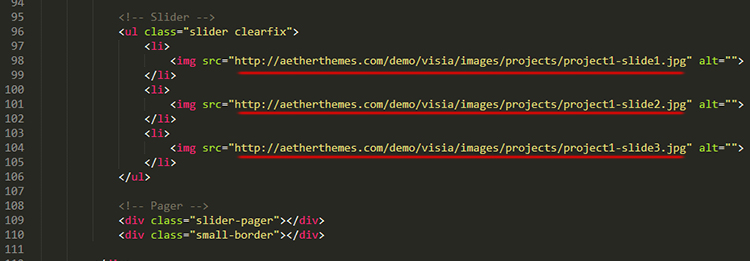 94
95 <!-- Slider -->
96 <ul class="slider clearfix">
97 <li>
98 <img src="http://aetherthemes.com/demo/visia/images/projects/project1-slide1.jpg" alt="">
99 </li>
100 <li>
101 <img src="http://aetherthemes.com/demo/visia/images/projects/project1-slide2.jpg" alt="">
102 </li>
103 <li>
104 <img src="http://aetherthemes.com/demo/visia/images/projects/project1-slide3.jpg" alt="">
105 </li>
106 </ul>
107
108 <!-- Pager -->
109 <div class="slider-pager"></div>
110 <div class="small-border"></div>
111